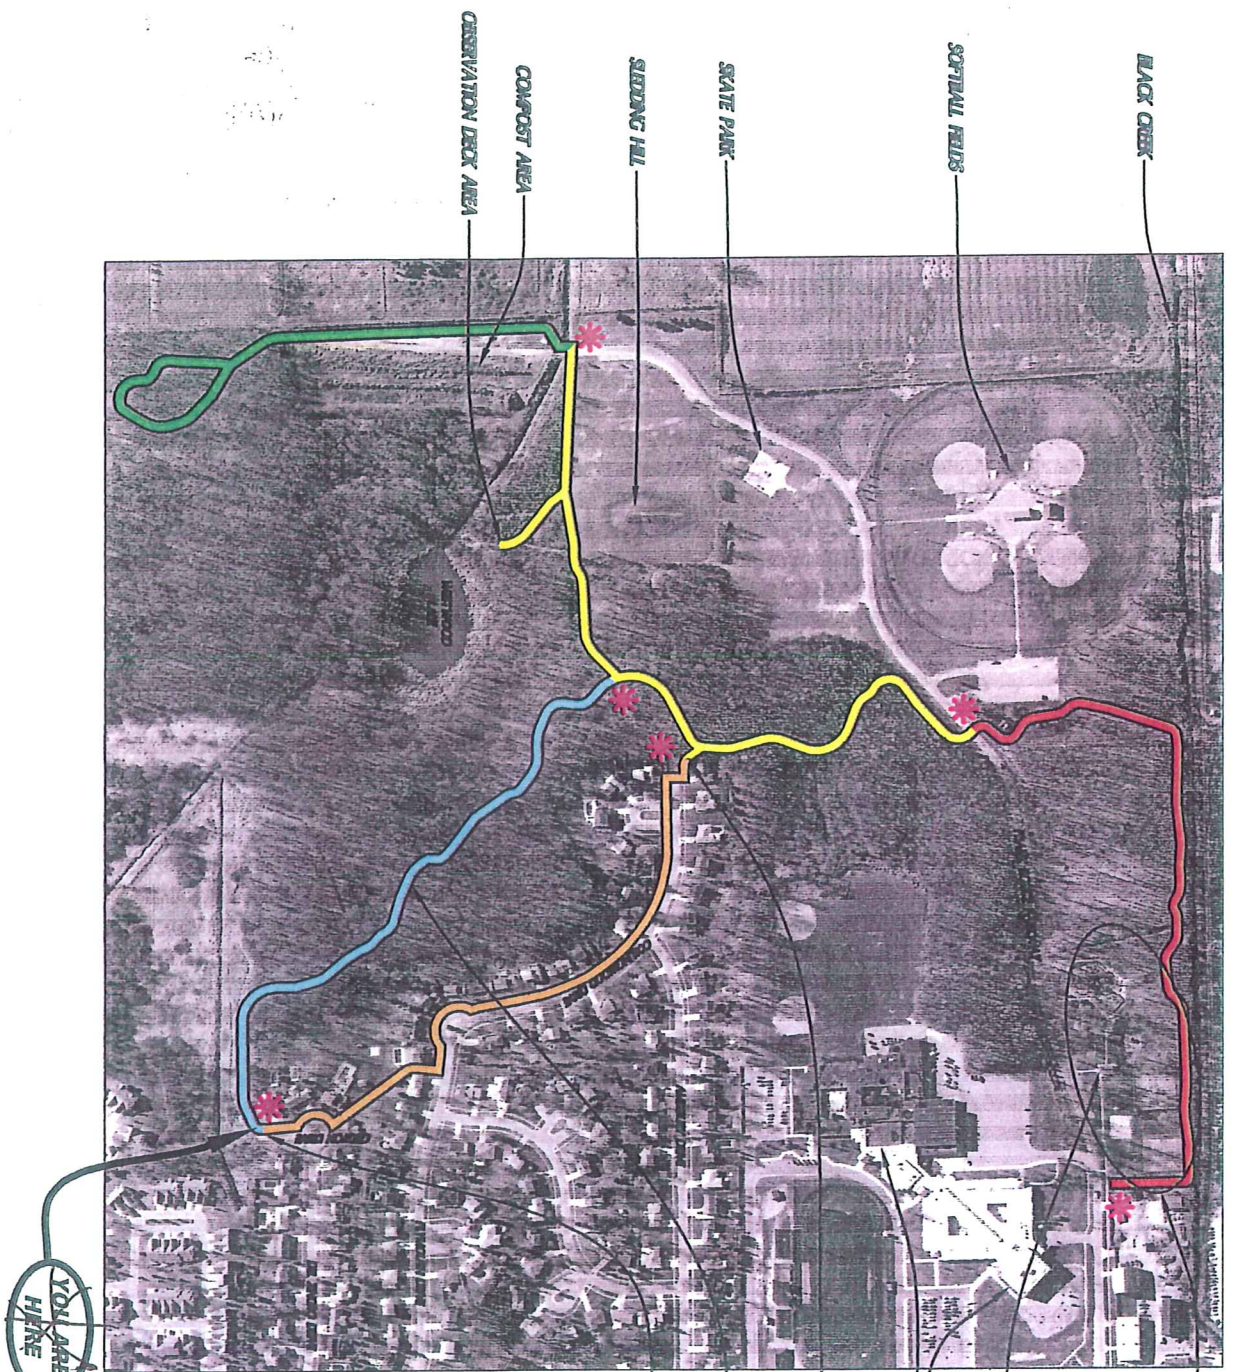 BLACK CREEK
SOFTBALL FIELDS
SKATE PARK
SLEDDING HILL
COMPOST AREA
OBSERVATION DECK AREA
YOU ARE
HERE